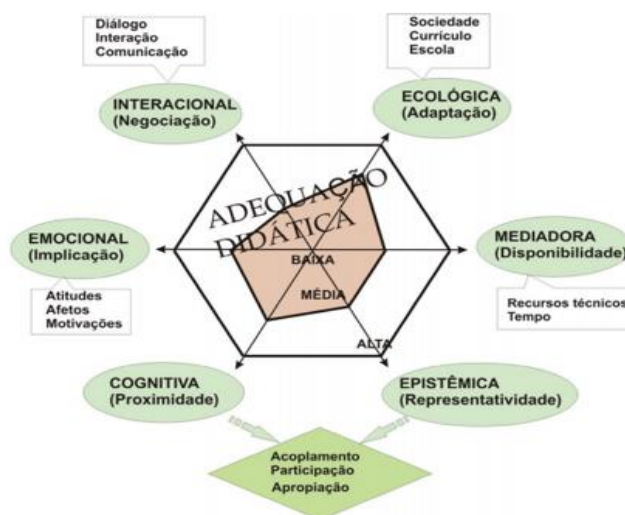 Diálogo
Interação
Comunicação
Sociedade
Currículo
Escola
INTERACIONAL
(Negociação)
ECOLÓGICA
(Adaptação)
ADEQUAÇÃO
DIDÁTICA
EMOCIONAL
(Implicação)
BAIXA
MEDIADORA
(Disponibilidade)
Atitudes
Afetos
Motivações
MÉDIA
Recursos técnicos
Tempo
ALTA
COGNITIVA
(Proximidade)
EPISTÊMICA
(Representatividade)
Acoplamento
Participação
Apropiação